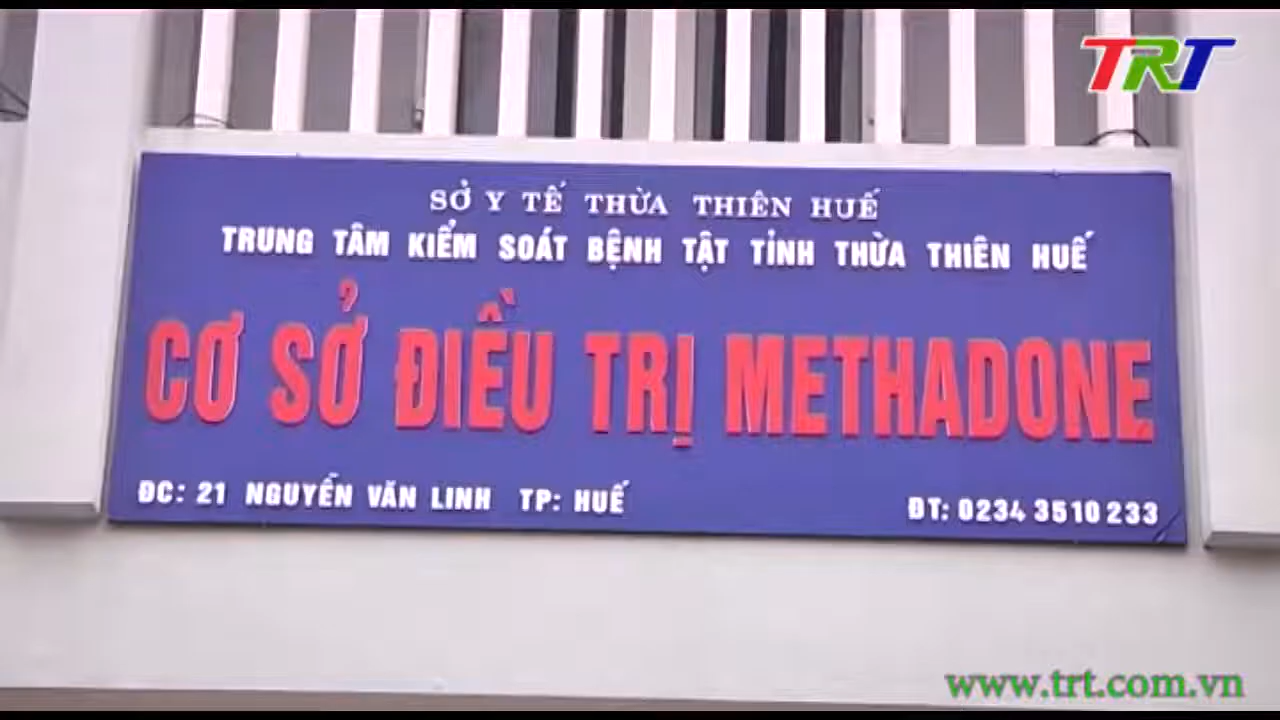 TRT
SỞ Y TẾ THỪA THIÊN HUẾ
TRUNG TÂM KIỂM SOÁT BỆNH TẬT TỈNH THỪA THIÊN HUẾ
CƠ SỞ ĐIỀU TRỊ METHADONE
ĐC: 21 NGUYỄN VĂN LINH TP: HUẾ ĐT: 0234 3510 233
www.trt.com.vn